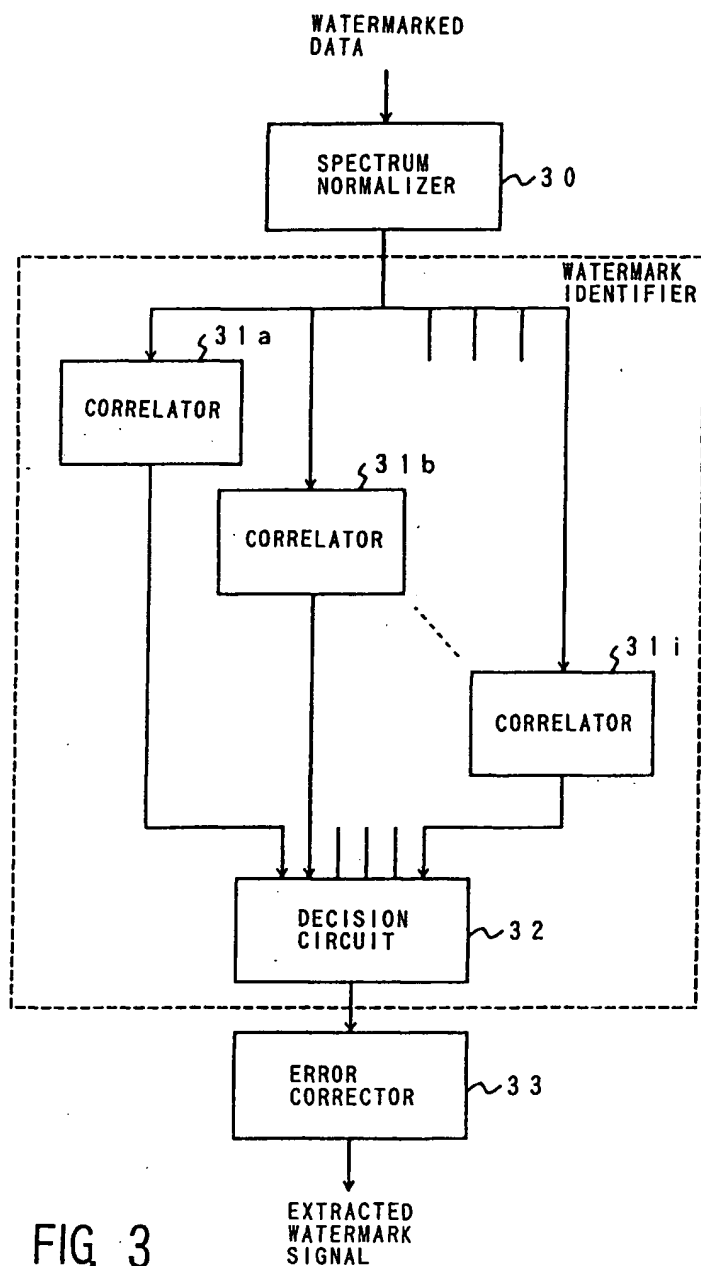 WATERMARKED
DATA
SPECTRUM
NORMALIZER
30
WATERMARK
IDENTIFIER
31a
CORRELATOR
31b
CORRELATOR
31i
CORRELATOR
DECISION
CIRCUIT
32
ERROR
CORRECTOR
33
EXTRACTED
WATERMARK
SIGNAL
FIG. 3